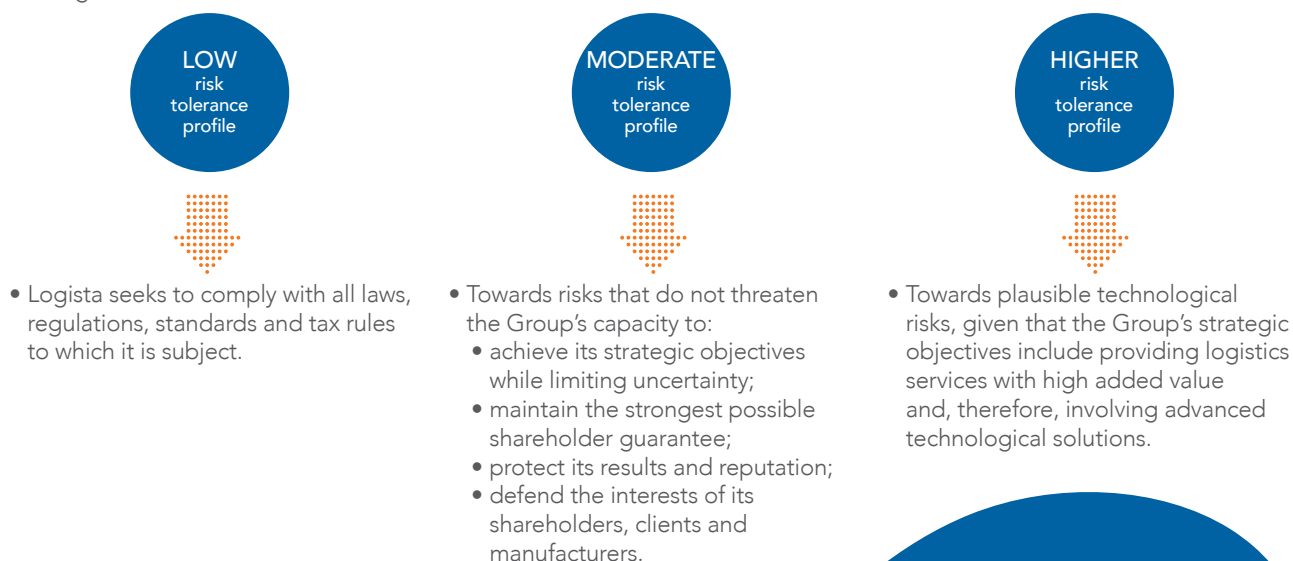 LOW
risk
tolerance
profile
• Logista seeks to comply with all laws,
regulations, standards and tax rules
to which it is subject.
MODERATE
risk
tolerance
profile
• Towards risks that do not threaten
the Group’s capacity to:
• achieve its strategic objectives
while limiting uncertainty;
• maintain the strongest possible
shareholder guarantee;
• protect its results and reputation;
• defend the interests of its
shareholders, clients and
manufacturers.
HIGHER
risk
tolerance
profile
• Towards plausible technological
risks, given that the Group’s strategic
objectives include providing logistics
services with high added value
and, therefore, involving advanced
technological solutions.